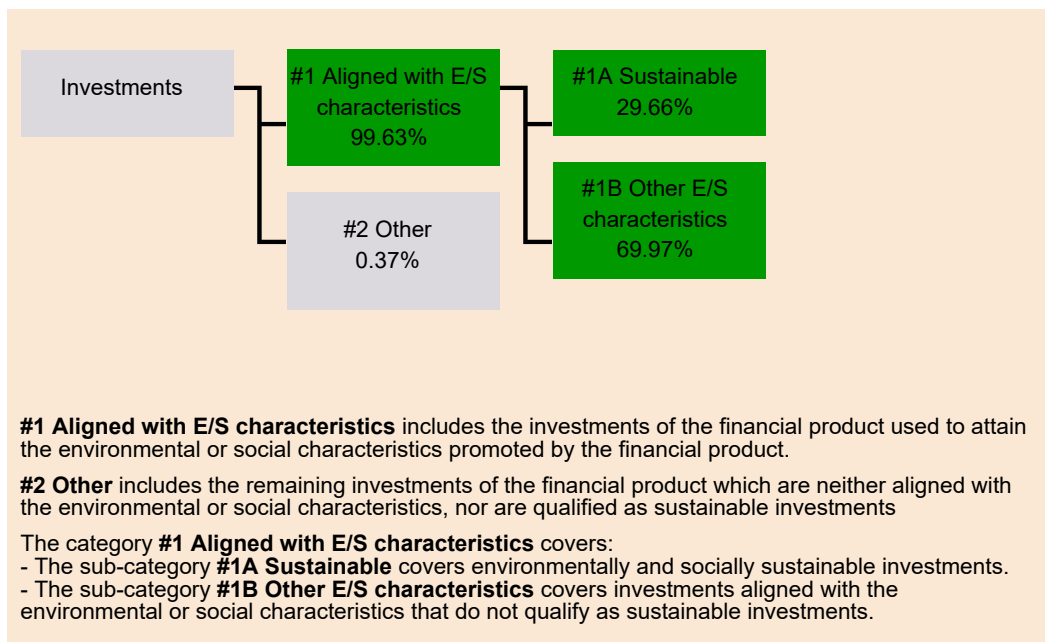 Investments
#1 Aligned with E/S
characteristics
99.63%
#2 Other
0.37%
#1A Sustainable
29.66%
#1B Other E/S
characteristics
69.97%
#1 Aligned with E/S characteristics includes the investments of the financial product used to attain
the environmental or social characteristics promoted by the financial product.
#2 Other includes the remaining investments of the financial product which are neither aligned with
the environmental or social characteristics, nor are qualified as sustainable investments
The category #1 Aligned with E/S characteristics covers:
- The sub-category #1A Sustainable covers environmentally and socially sustainable investments.
- The sub-category #1B Other E/S characteristics covers investments aligned with the
environmental or social characteristics that do not qualify as sustainable investments.